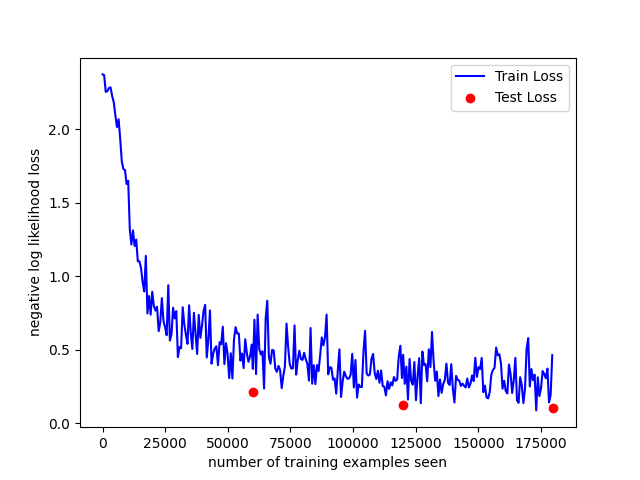 Train Loss
Test Loss
negative log likelihood loss
2.0
1.5
1.0
0.5
0.0
0 25000 50000 75000 100000 125000 150000 175000
number of training examples seen